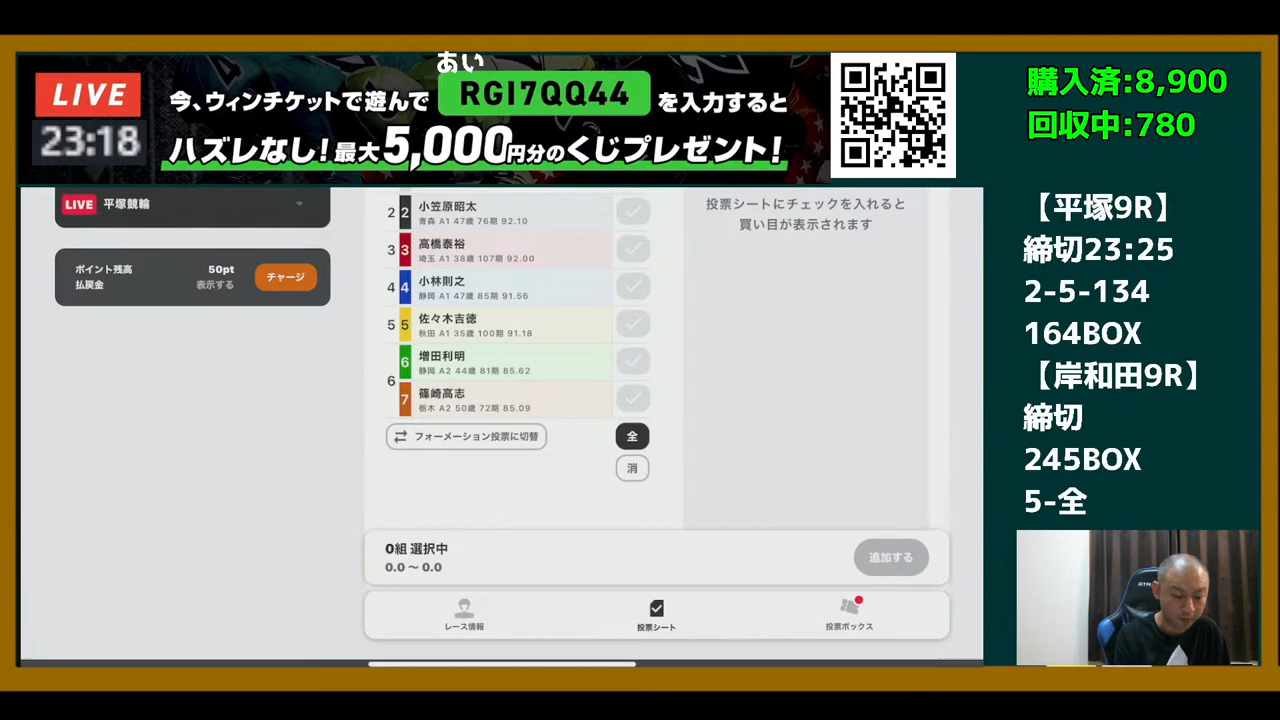 あい
LIVE
23:18
今、ウィンチケットで遊んで RGI7QQ44 を入力すると
ハズレなし!最大5,000円分のくじプレゼント!
購入済:8,900
回収中:780
LIVE 平塚競輪
ポイント残高 50pt
払戻金 表示する
チャージ
2 2 小笠原昭太
青森 A1 47歳 76期 92.10
3 3 高橋泰裕
埼玉 A1 38歳 107期 92.00
4 4 小林則之
静岡 A1 47歳 85期 91.56
5 5 佐々木吉徳
秋田 A1 35歳 100期 91.18
6
6 増田利明
静岡 A2 44歳 81期 85.62
7 篠崎高志
栃木 A2 50歳 72期 85.09
フォーメーション投票に切替
全
消
投票シートにチェックを入れると
買い目が表示されます
0組 選択中
0.0 〜 0.0
追加する
レース情報
投票シート
投票ボックス
【平塚9R】
締切23:25
2-5-134
164BOX
【岸和田9R】
締切
245BOX
5-全